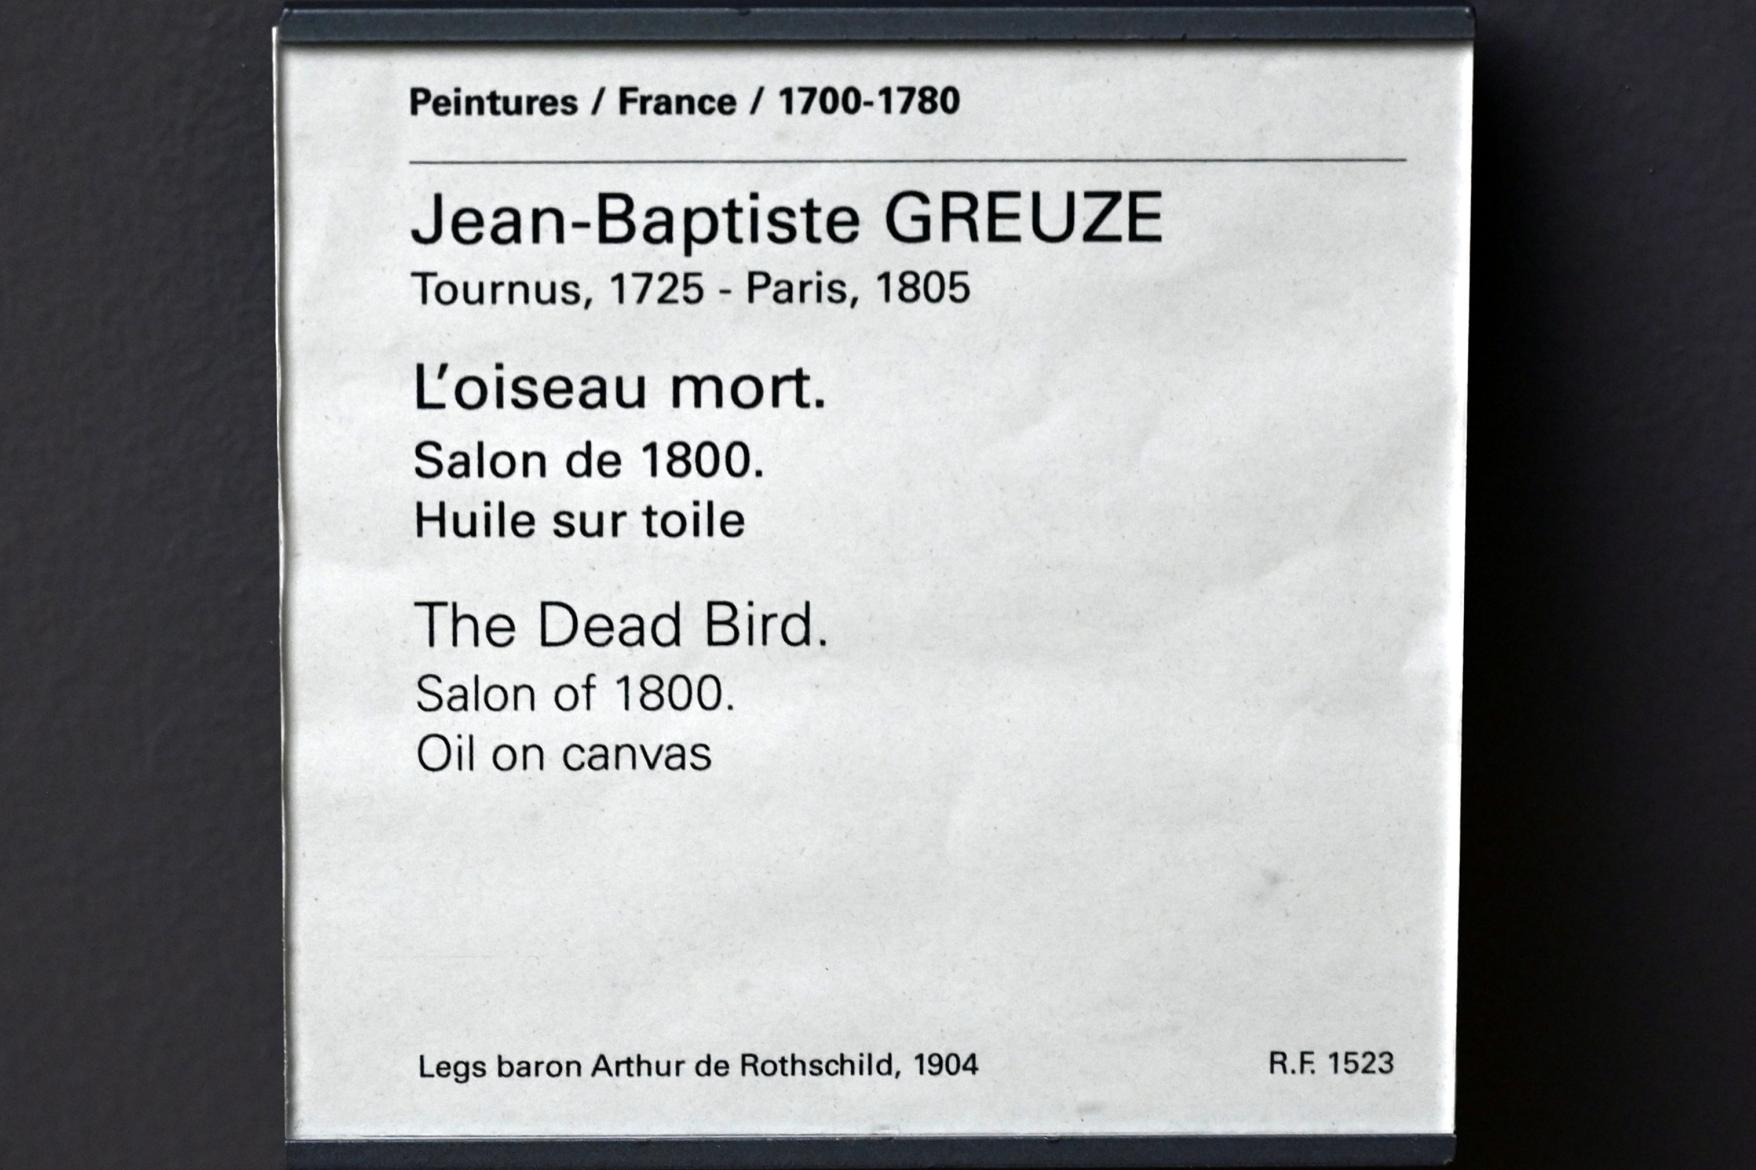 Peintures / France / 1700-1780
Jean-Baptiste GREUZE
Tournus, 1725 - Paris, 1805
L'oiseau mort.
Salon de 1800.
Huile sur toile
The Dead Bird.
Salon of 1800.
Oil on canvas
Legs baron Arthur de Rothschild, 1904
R.F. 1523